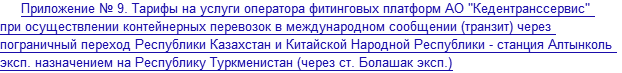 Приложение № 9. Тарифы на услуги оператора фитинговых платформ АО "Кедентранссервис"
при осуществлении контейнерных перевозок в международном сообщении (транзит) через
пограничный переход Республики Казахстан и Китайской Народной Республики - станция Алтынколь
эксп. назначением на Республику Туркменистан (через ст. Болашак эксп.)